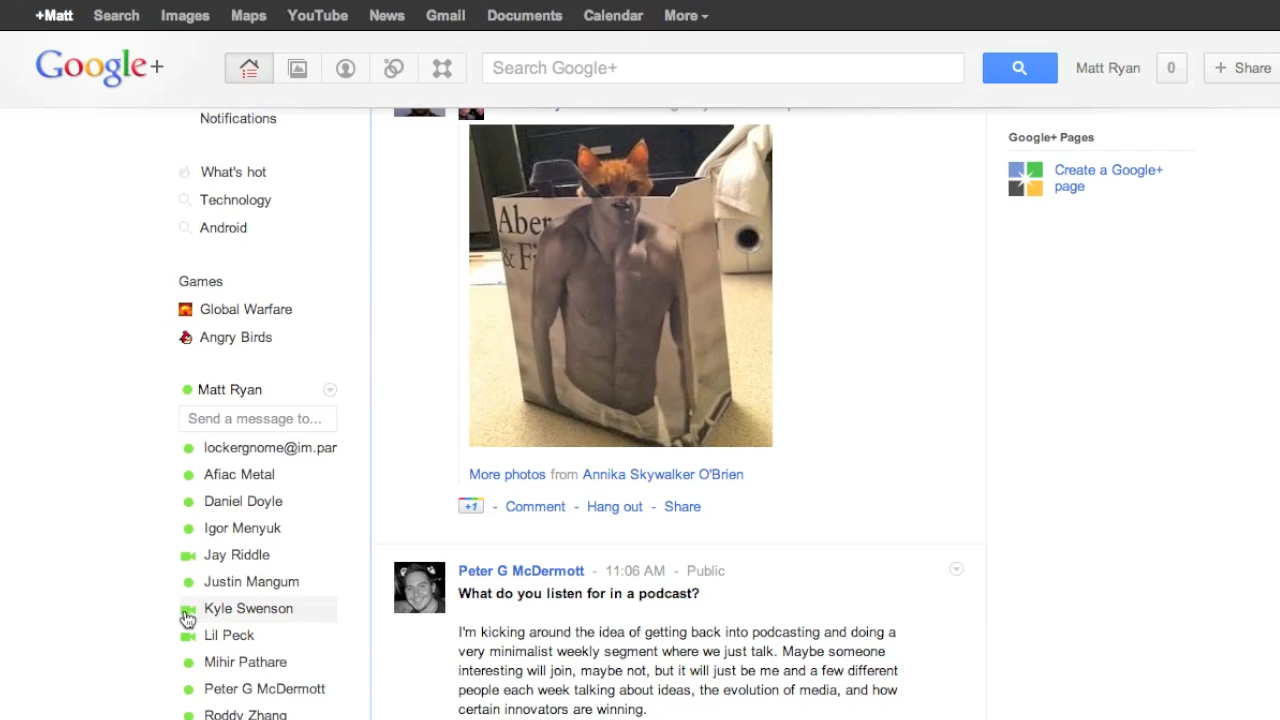 +Matt Search Images Maps YouTube News Gmail Documents Calendar More
Google+
Search Google+
Matt Ryan
0
+ Share
Notifications
What's hot
Technology
Android
Games
Global Warfare
Angry Birds
Matt Ryan
Send a message to...
lockergnome@im.par
Afiac Metal
Daniel Doyle
Igor Menyuk
Jay Riddle
Justin Mangum
Kyle Swenson
Lil Peck
Mihir Pathare
Peter G McDermott
Roddy Zhang
Aber
& Fi
More photos from Annika Skywalker O'Brien
+1 - Comment - Hang out - Share
Peter G McDermott - 11:06 AM - Public
What do you listen for in a podcast?
I'm kicking around the idea of getting back into podcasting and doing a
very minimalist weekly segment where we just talk. Maybe someone
interesting will join, maybe not, but it will just be me and a few different
people each week talking about ideas, the evolution of media, and how
certain innovators are winning.
Google+ Pages
Create a Google+
page